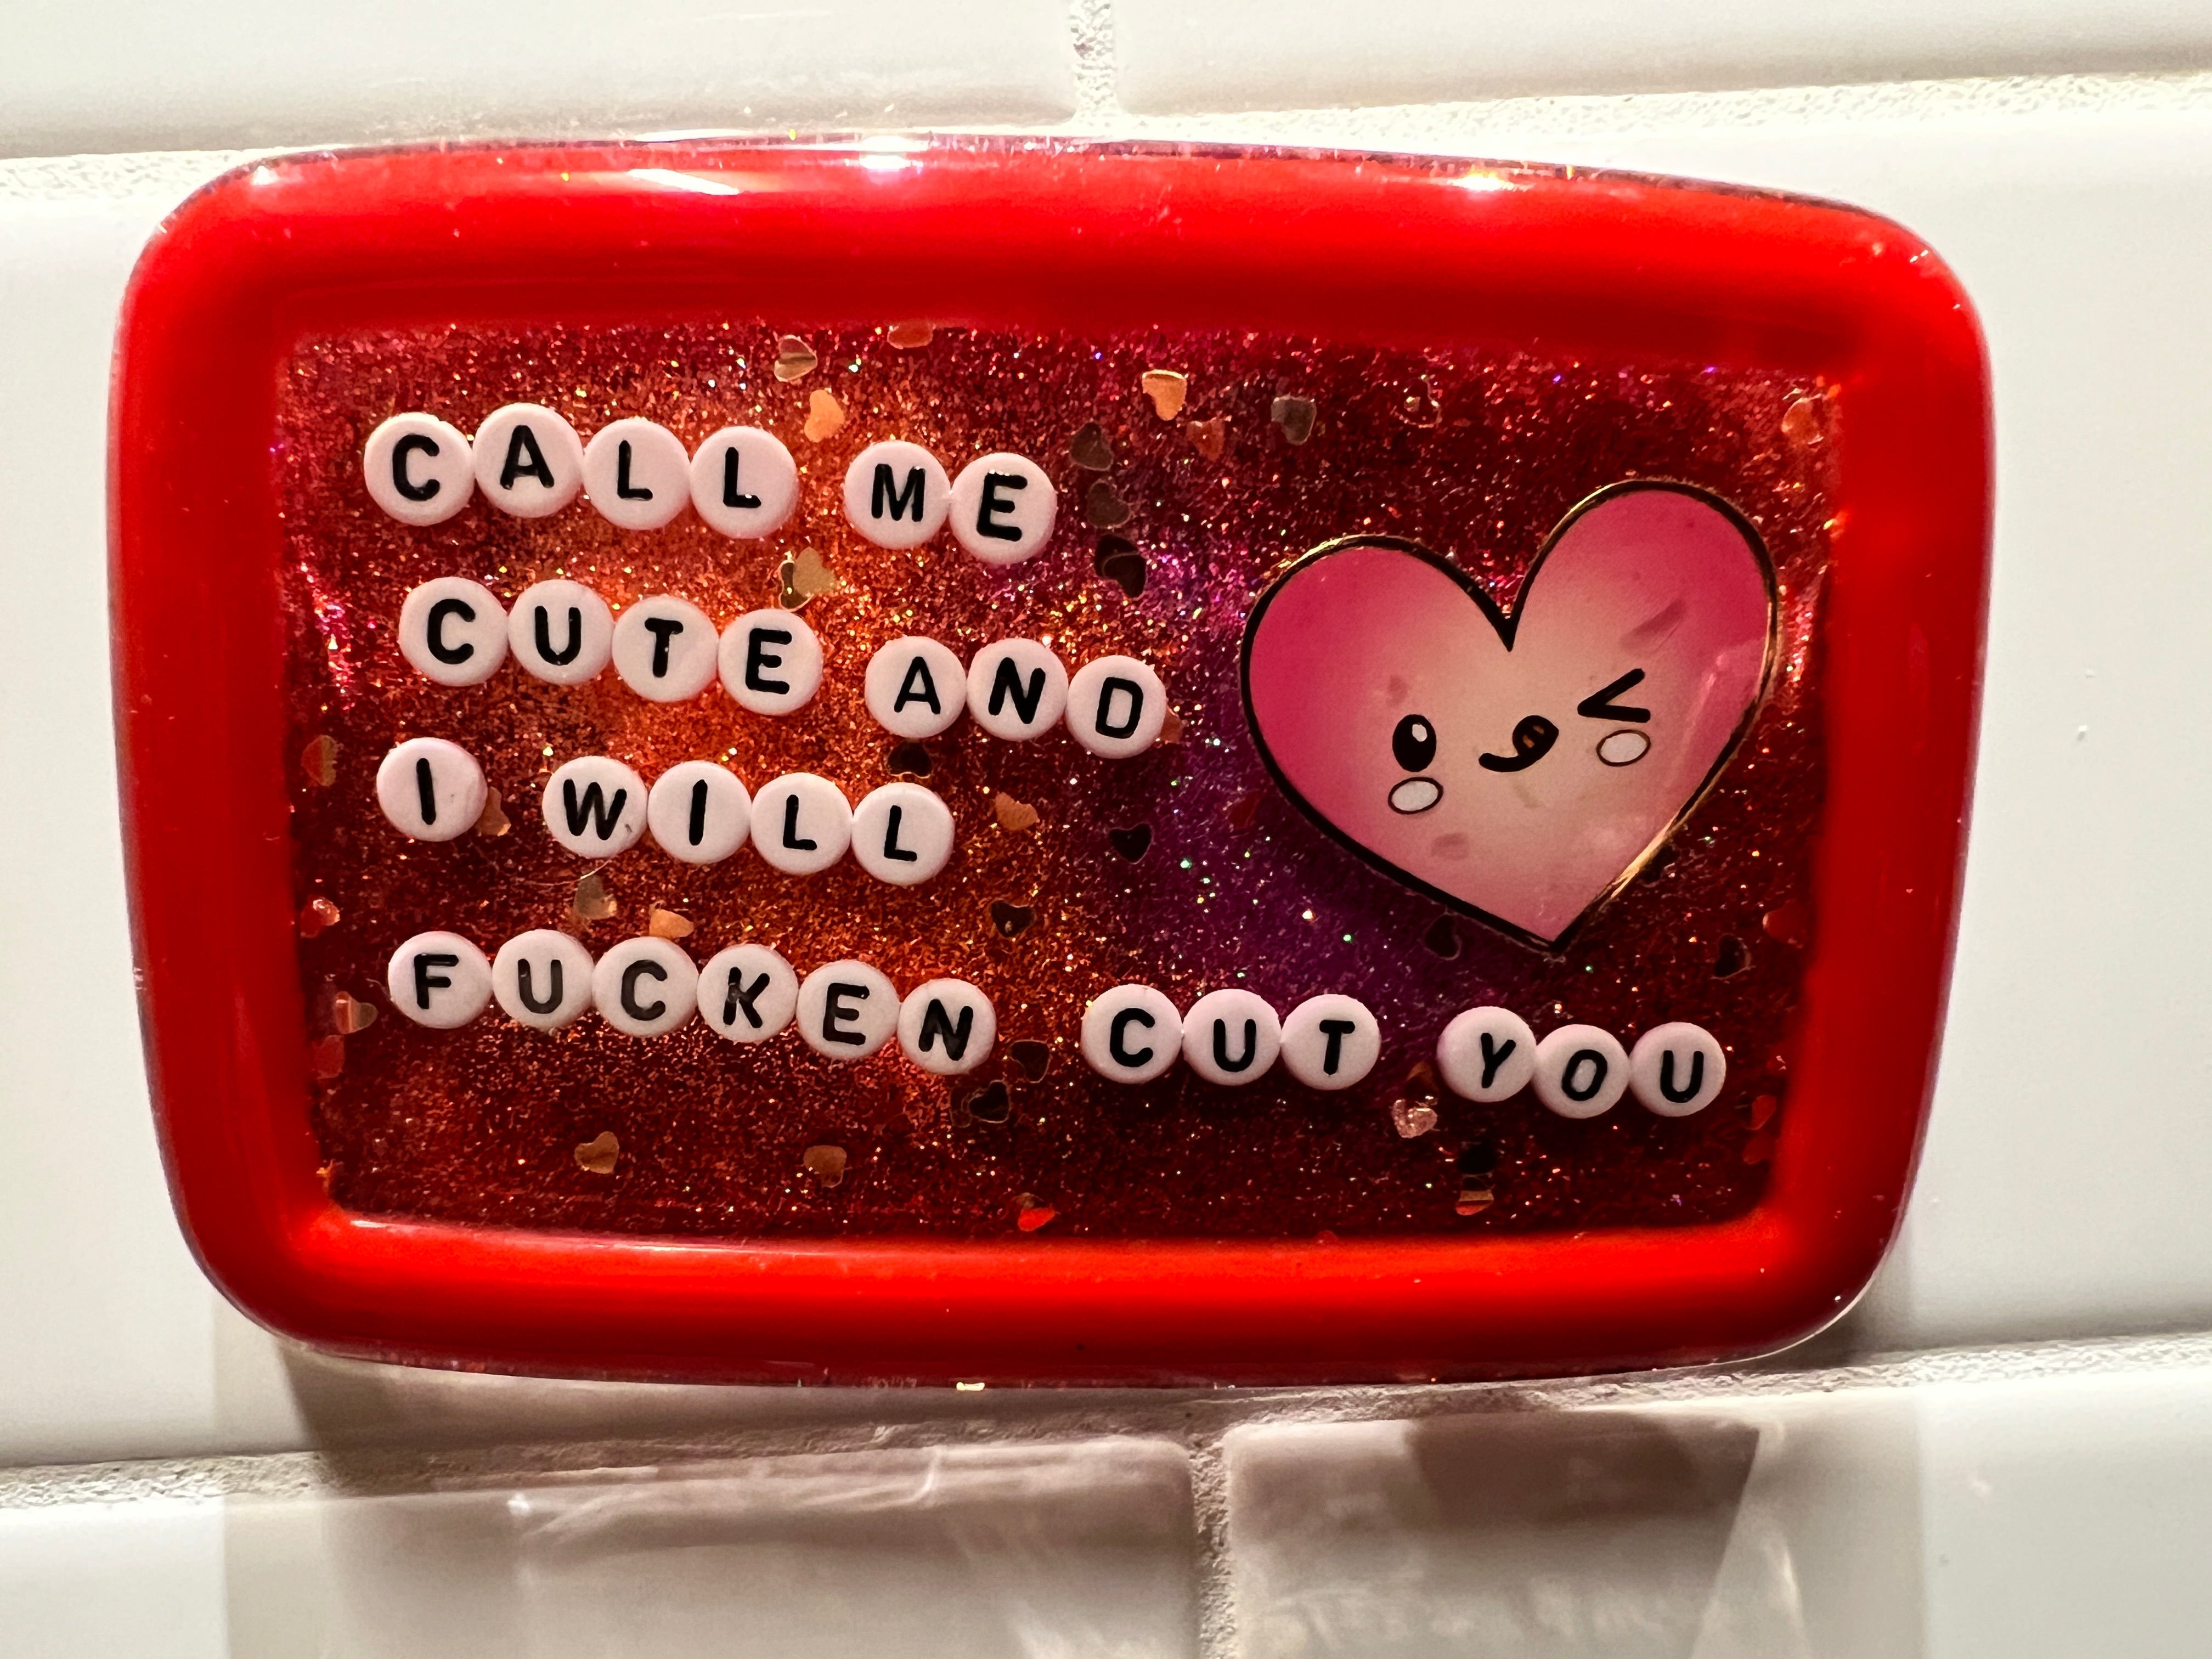 CALL ME
CUTE AND
I WILL
FUCKEN CUT YOU